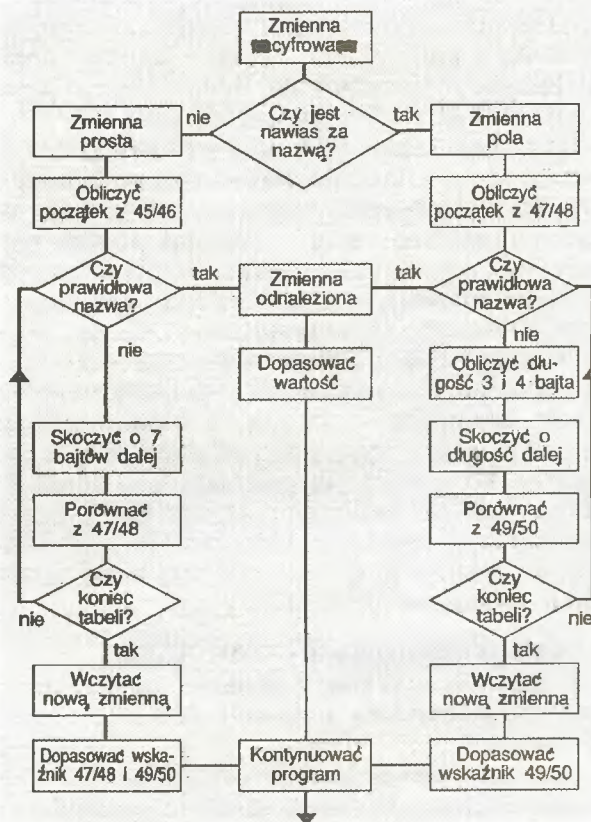 Zmienna
cyfrowa
Czy jest
nawias za
nazwą?
nie
tak
Zmienna
prosta
Zmienna
pola
Obliczyć
początek z 45/46
Obliczyć
początek z 47/48
Czy
prawidłowa
nazwa?
tak
Zmienna
odnaleziona
tak
Czy
prawidłowa
nazwa?
nie
nie
Dopasować
wartość
Obliczyć dłu-
gość 3 i 4 bajta
Skoczyć o 7
bajtów dalej
Skoczyć o
długość dalej
Porównać
z 47/48
Porównać
z 49/50
Czy
koniec
tabeli?
nie
Czy
koniec
tabeli?
nie
tak
tak
Wczytać
nową zmienną
Wczytać
nową zmienną
Dopasować wska-
źnik 47/48 i 49/50
Kontynuować
program
Dopasować
wskaźnik 49/50